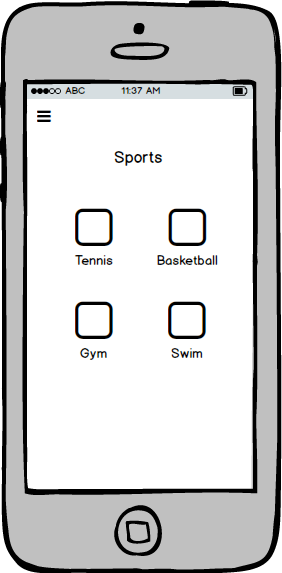 ABC 11:37 AM
Sports
Tennis Basketball
Gym Swim